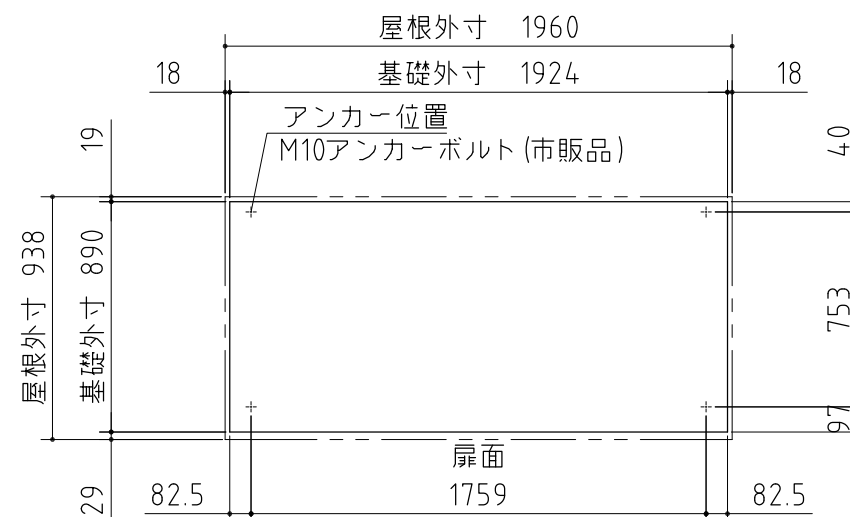 屋根外寸 1960
18 基礎外寸 1924 18
アンカー位置
M10アンカーボルト(市販品)
19
40
屋根外寸 938
基礎外寸 890
753
97
扉面
29
82.5 1759 82.5